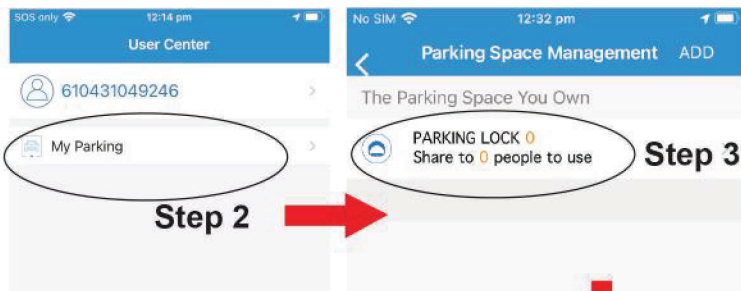 SOS only 12:14 pm
User Center
610431049246
My Parking
Step 2
No SIM 12:32 pm
Parking Space Management ADD
The Parking Space You Own
PARKING LOCK 0
Share to 0 people to use
Step 3